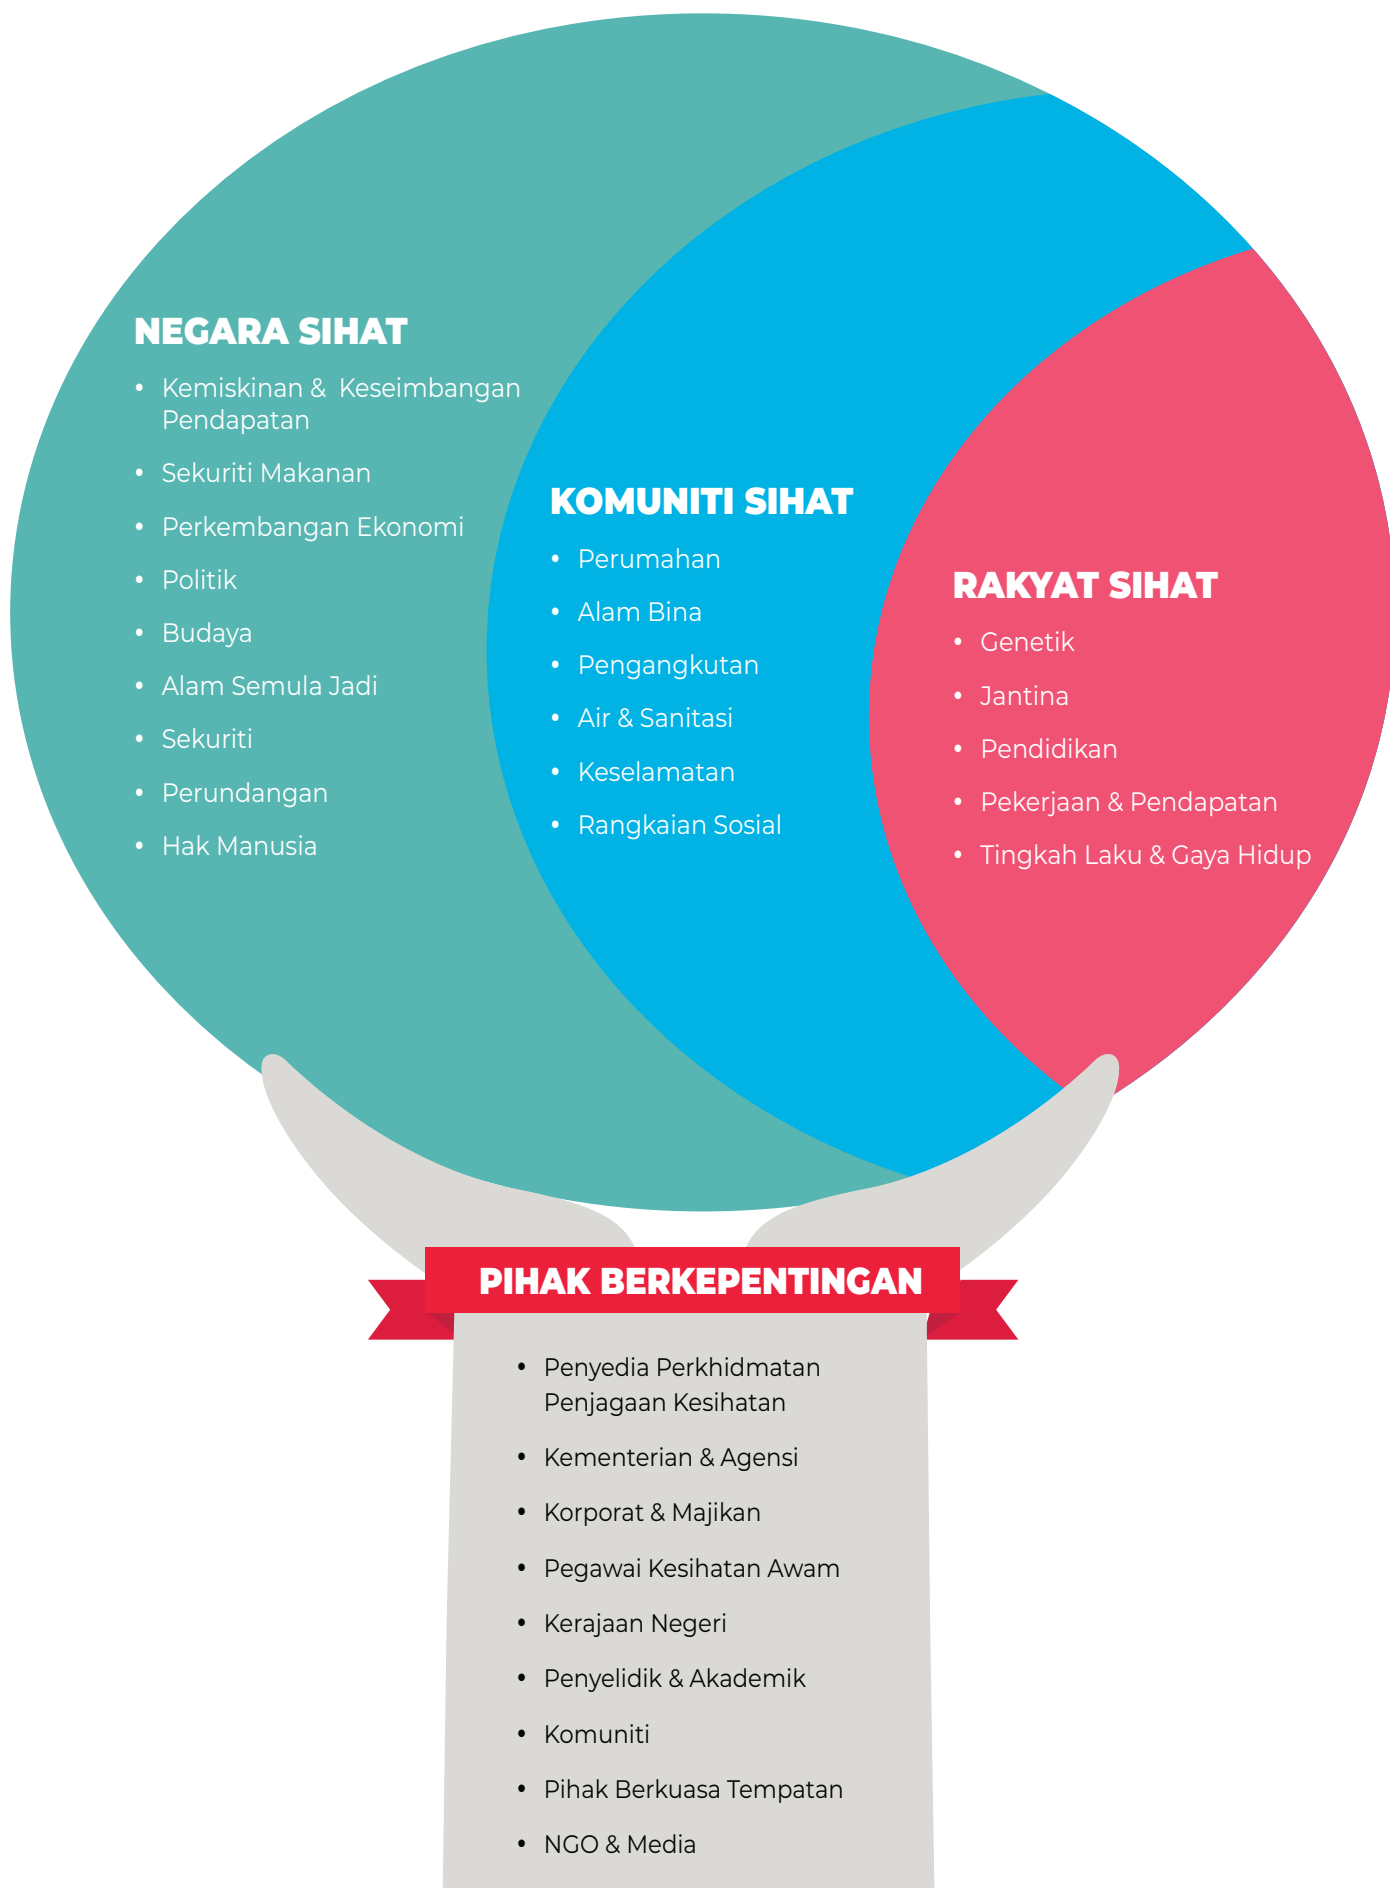 NEGARA SIHAT
• Kemiskinan & Keseimbangan
Pendapatan
• Sekuriti Makanan
• Perkembangan Ekonomi
• Politik
• Budaya
• Alam Semula Jadi
• Sekuriti
• Perundangan
• Hak Manusia
KOMUNITI SIHAT
• Perumahan
• Alam Bina
• Pengangkutan
• Air & Sanitasi
• Keselamatan
• Rangkaian Sosial
RAKYAT SIHAT
• Genetik
• Jantina
• Pendidikan
• Pekerjaan & Pendapatan
• Tingkah Laku & Gaya Hidup
PIHAK BERKEPENTINGAN
• Penyedia Perkhidmatan
Penjagaan Kesihatan
• Kementerian & Agensi
• Korporat & Majikan
• Pegawai Kesihatan Awam
• Kerajaan Negeri
• Penyelidik & Akademik
• Komuniti
• Pihak Berkuasa Tempatan
• NGO & Media